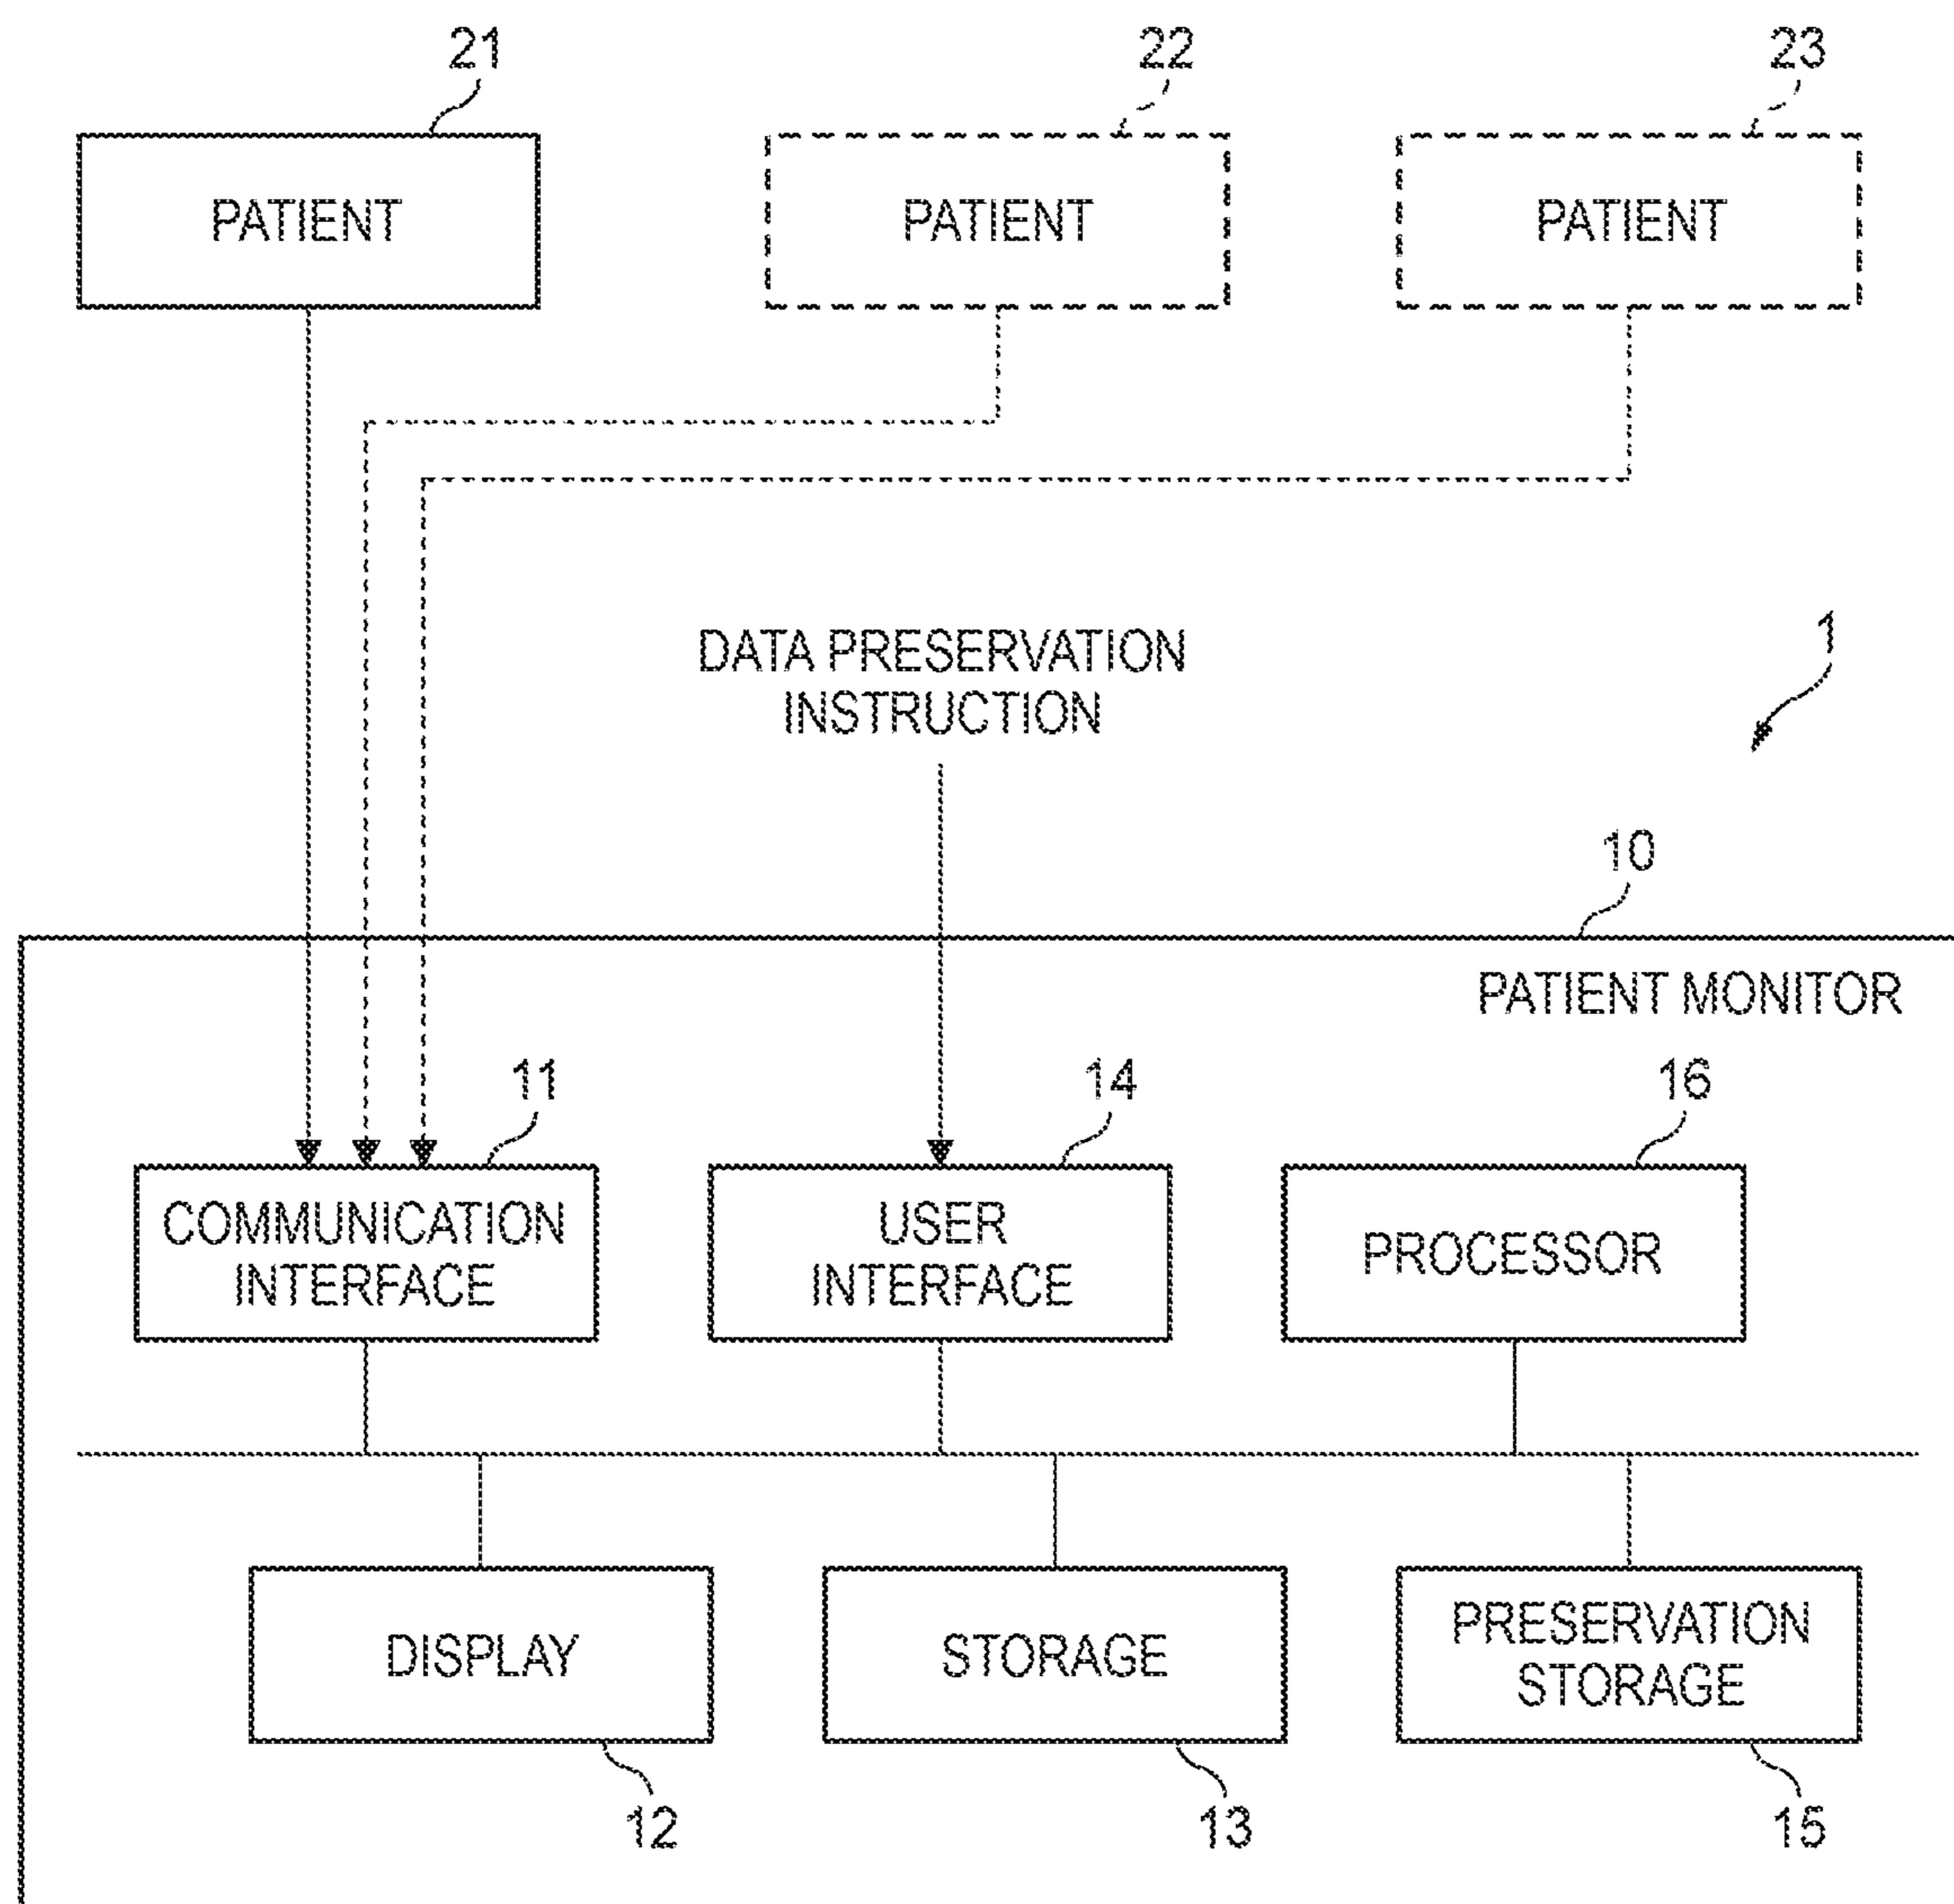 21
22
23
PATIENT
PATIENT
PATIENT
DATA PRESERVATION
INSTRUCTION
1
10
PATIENT MONITOR
11
14
16
COMMUNICATION
INTERFACE
USER
INTERFACE
PROCESSOR
DISPLAY
STORAGE
PRESERVATION
STORAGE
12
13
15